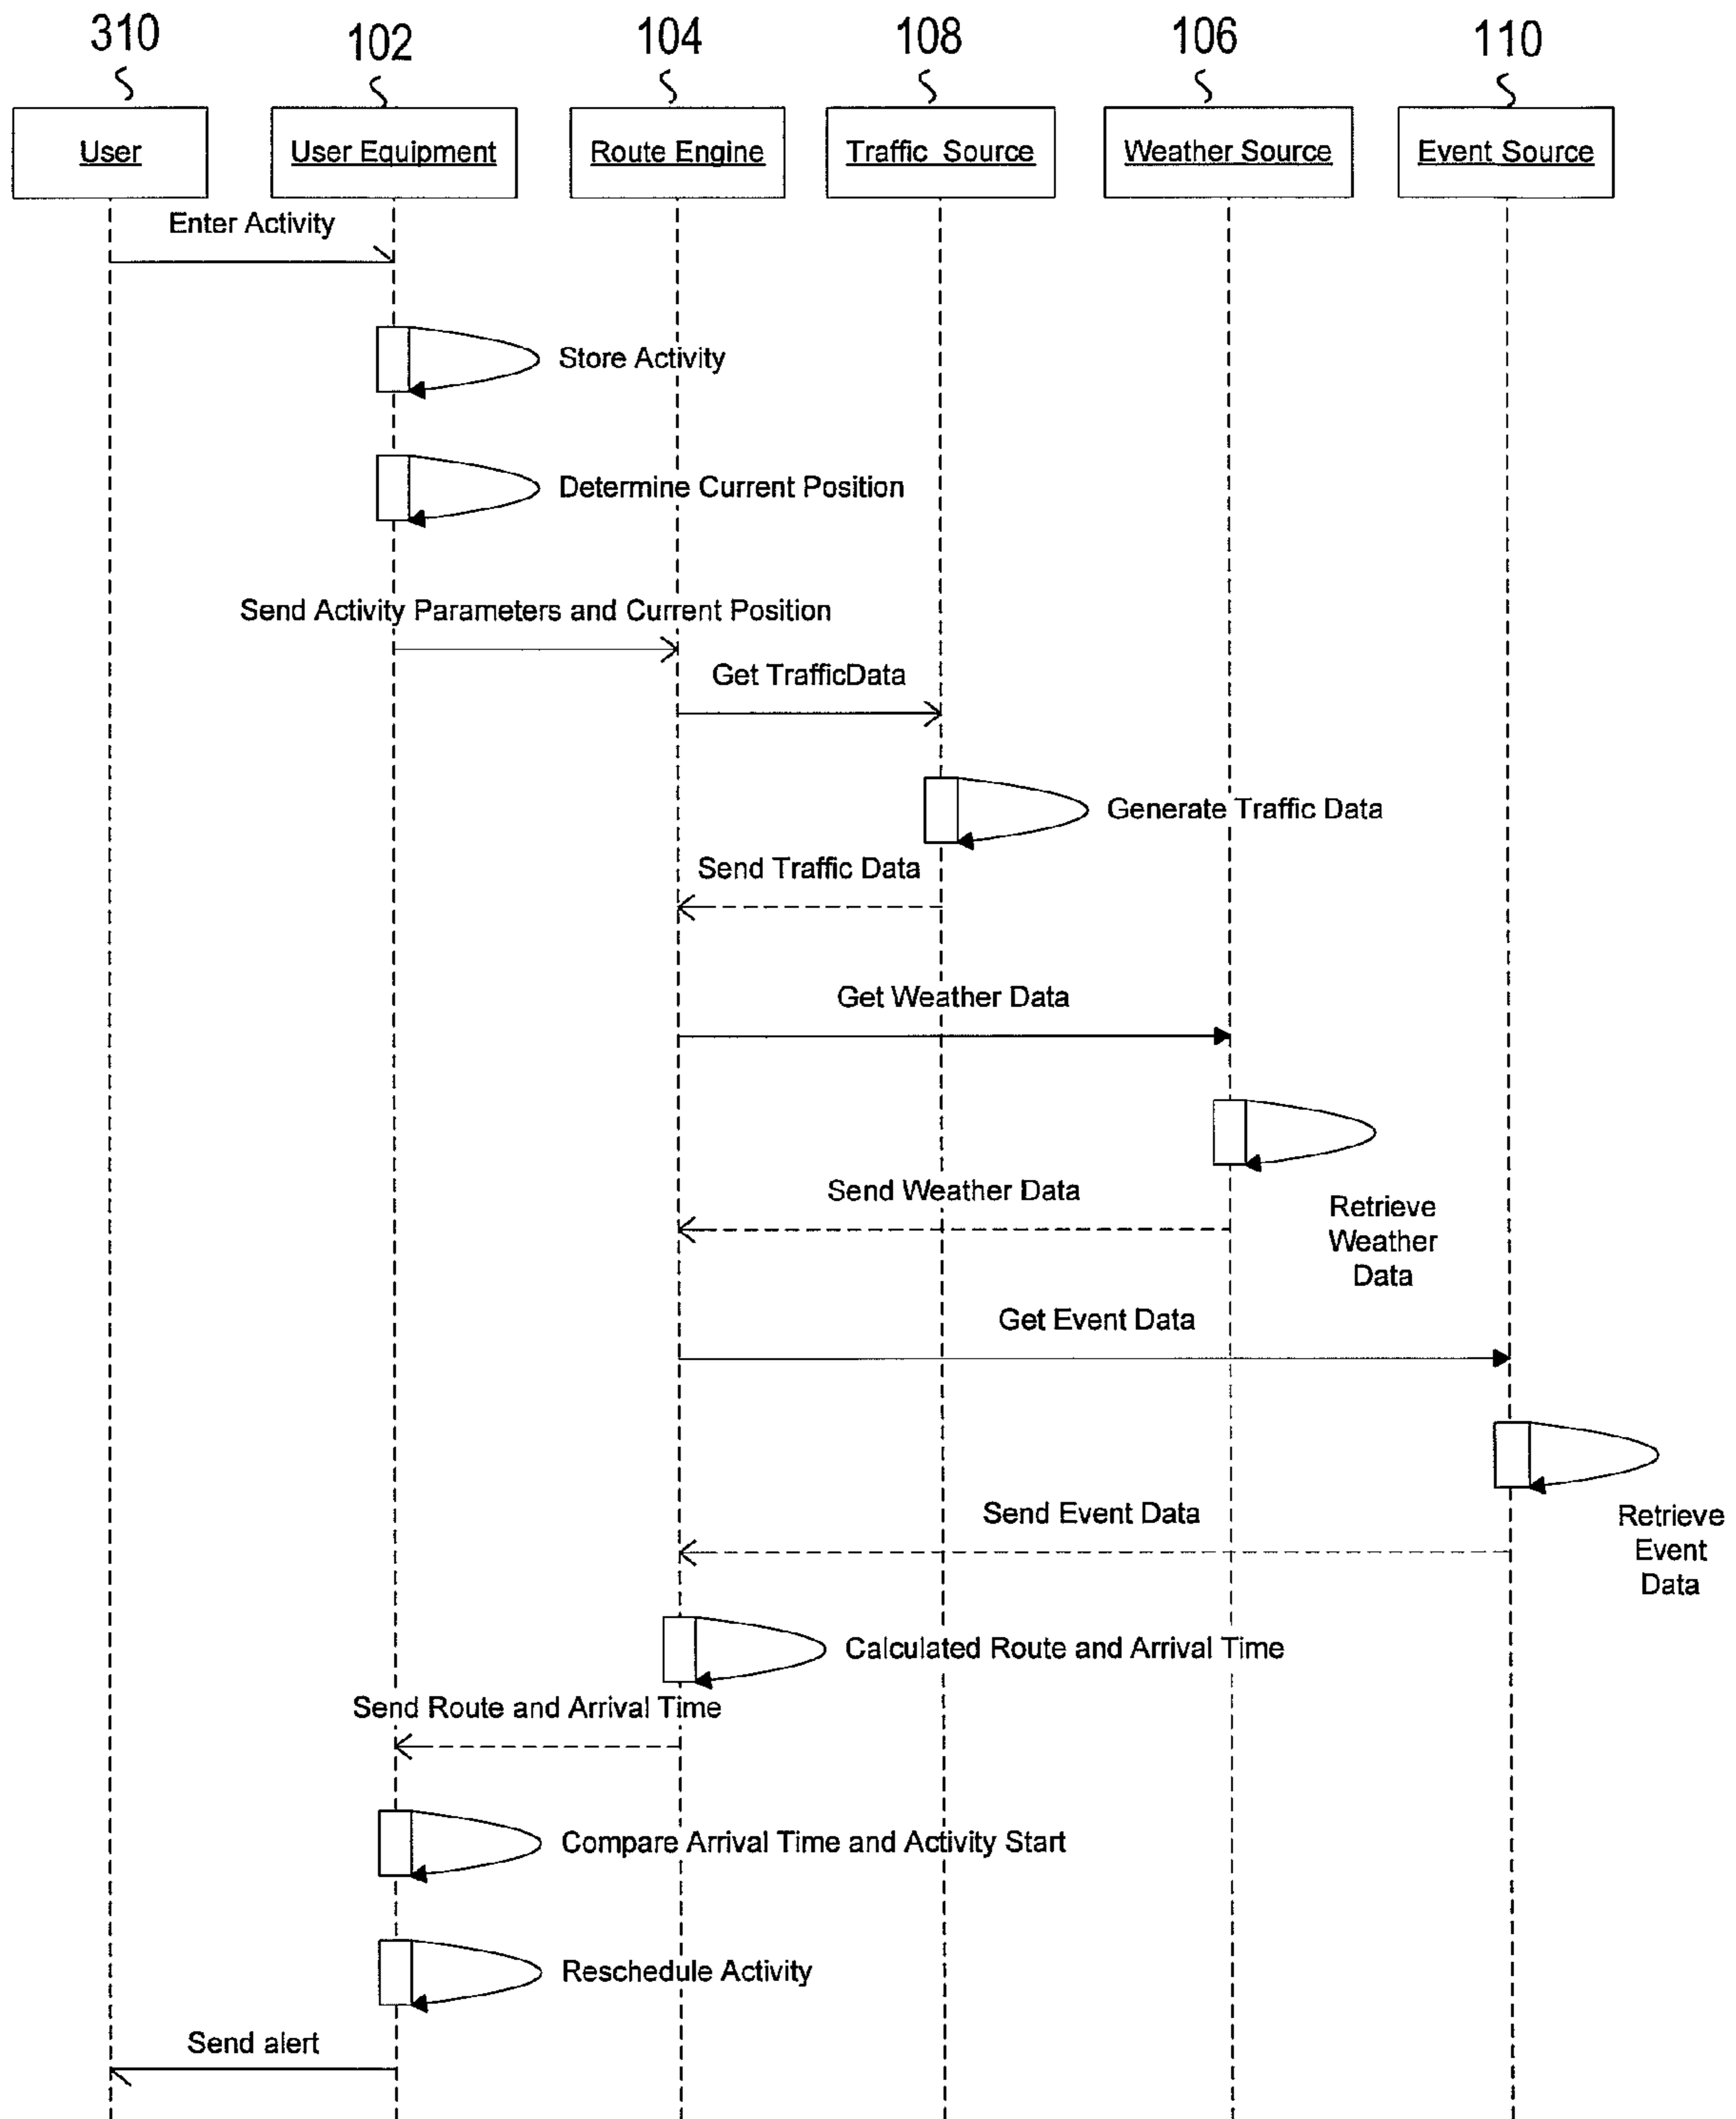 310
102
104
108
106
110
User
User Equipment
Route Engine
Traffic Source
Weather Source
Event Source
Enter Activity
Store Activity
Determine Current Position
Send Activity Parameters and Current Position
Get TrafficData
Generate Traffic Data
Send Traffic Data
Get Weather Data
Send Weather Data
Retrieve
Weather
Data
Get Event Data
Send Event Data
Retrieve
Event
Data
Calculated Route and Arrival Time
Send Route and Arrival Time
Compare Arrival Time and Activity Start
Reschedule Activity
Send alert